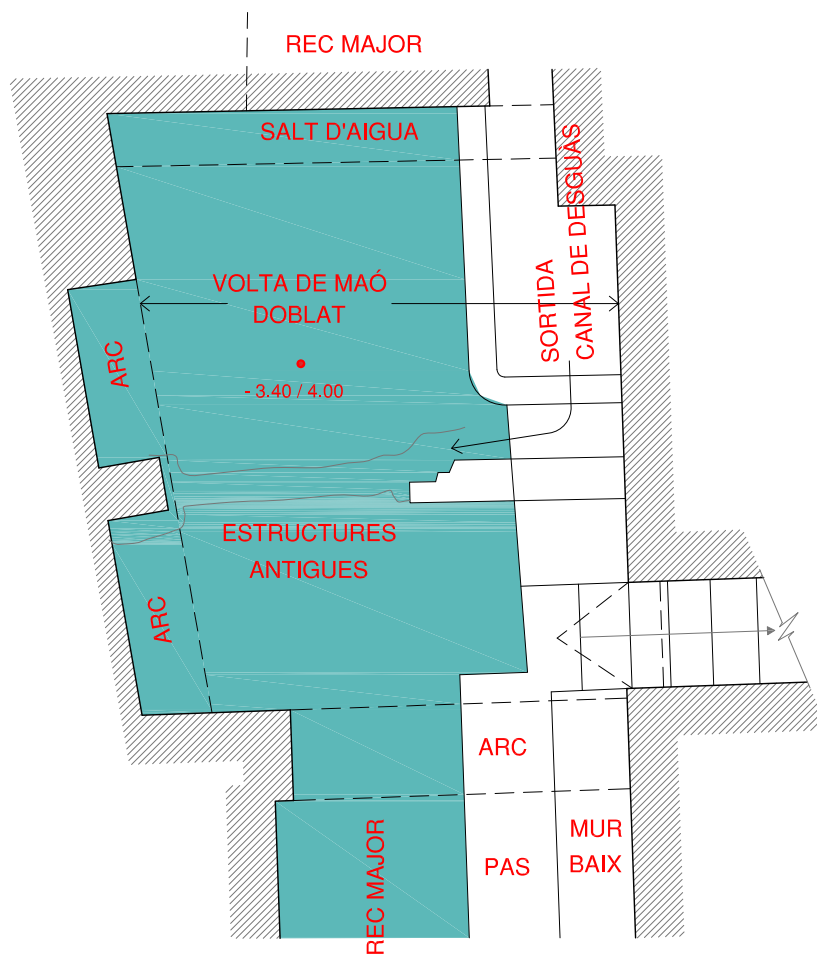 REC MAJOR
SALT D'AIGUA
VOLTA DE MAÓ
DOBLAT
SORTIDA
CANAL DE DESGUÀS
ARC
- 3.40 / 4.00
ESTRUCTURES
ANTIGUES
ARC
ARC
MUR
BAIX
PAS
REC MAJOR